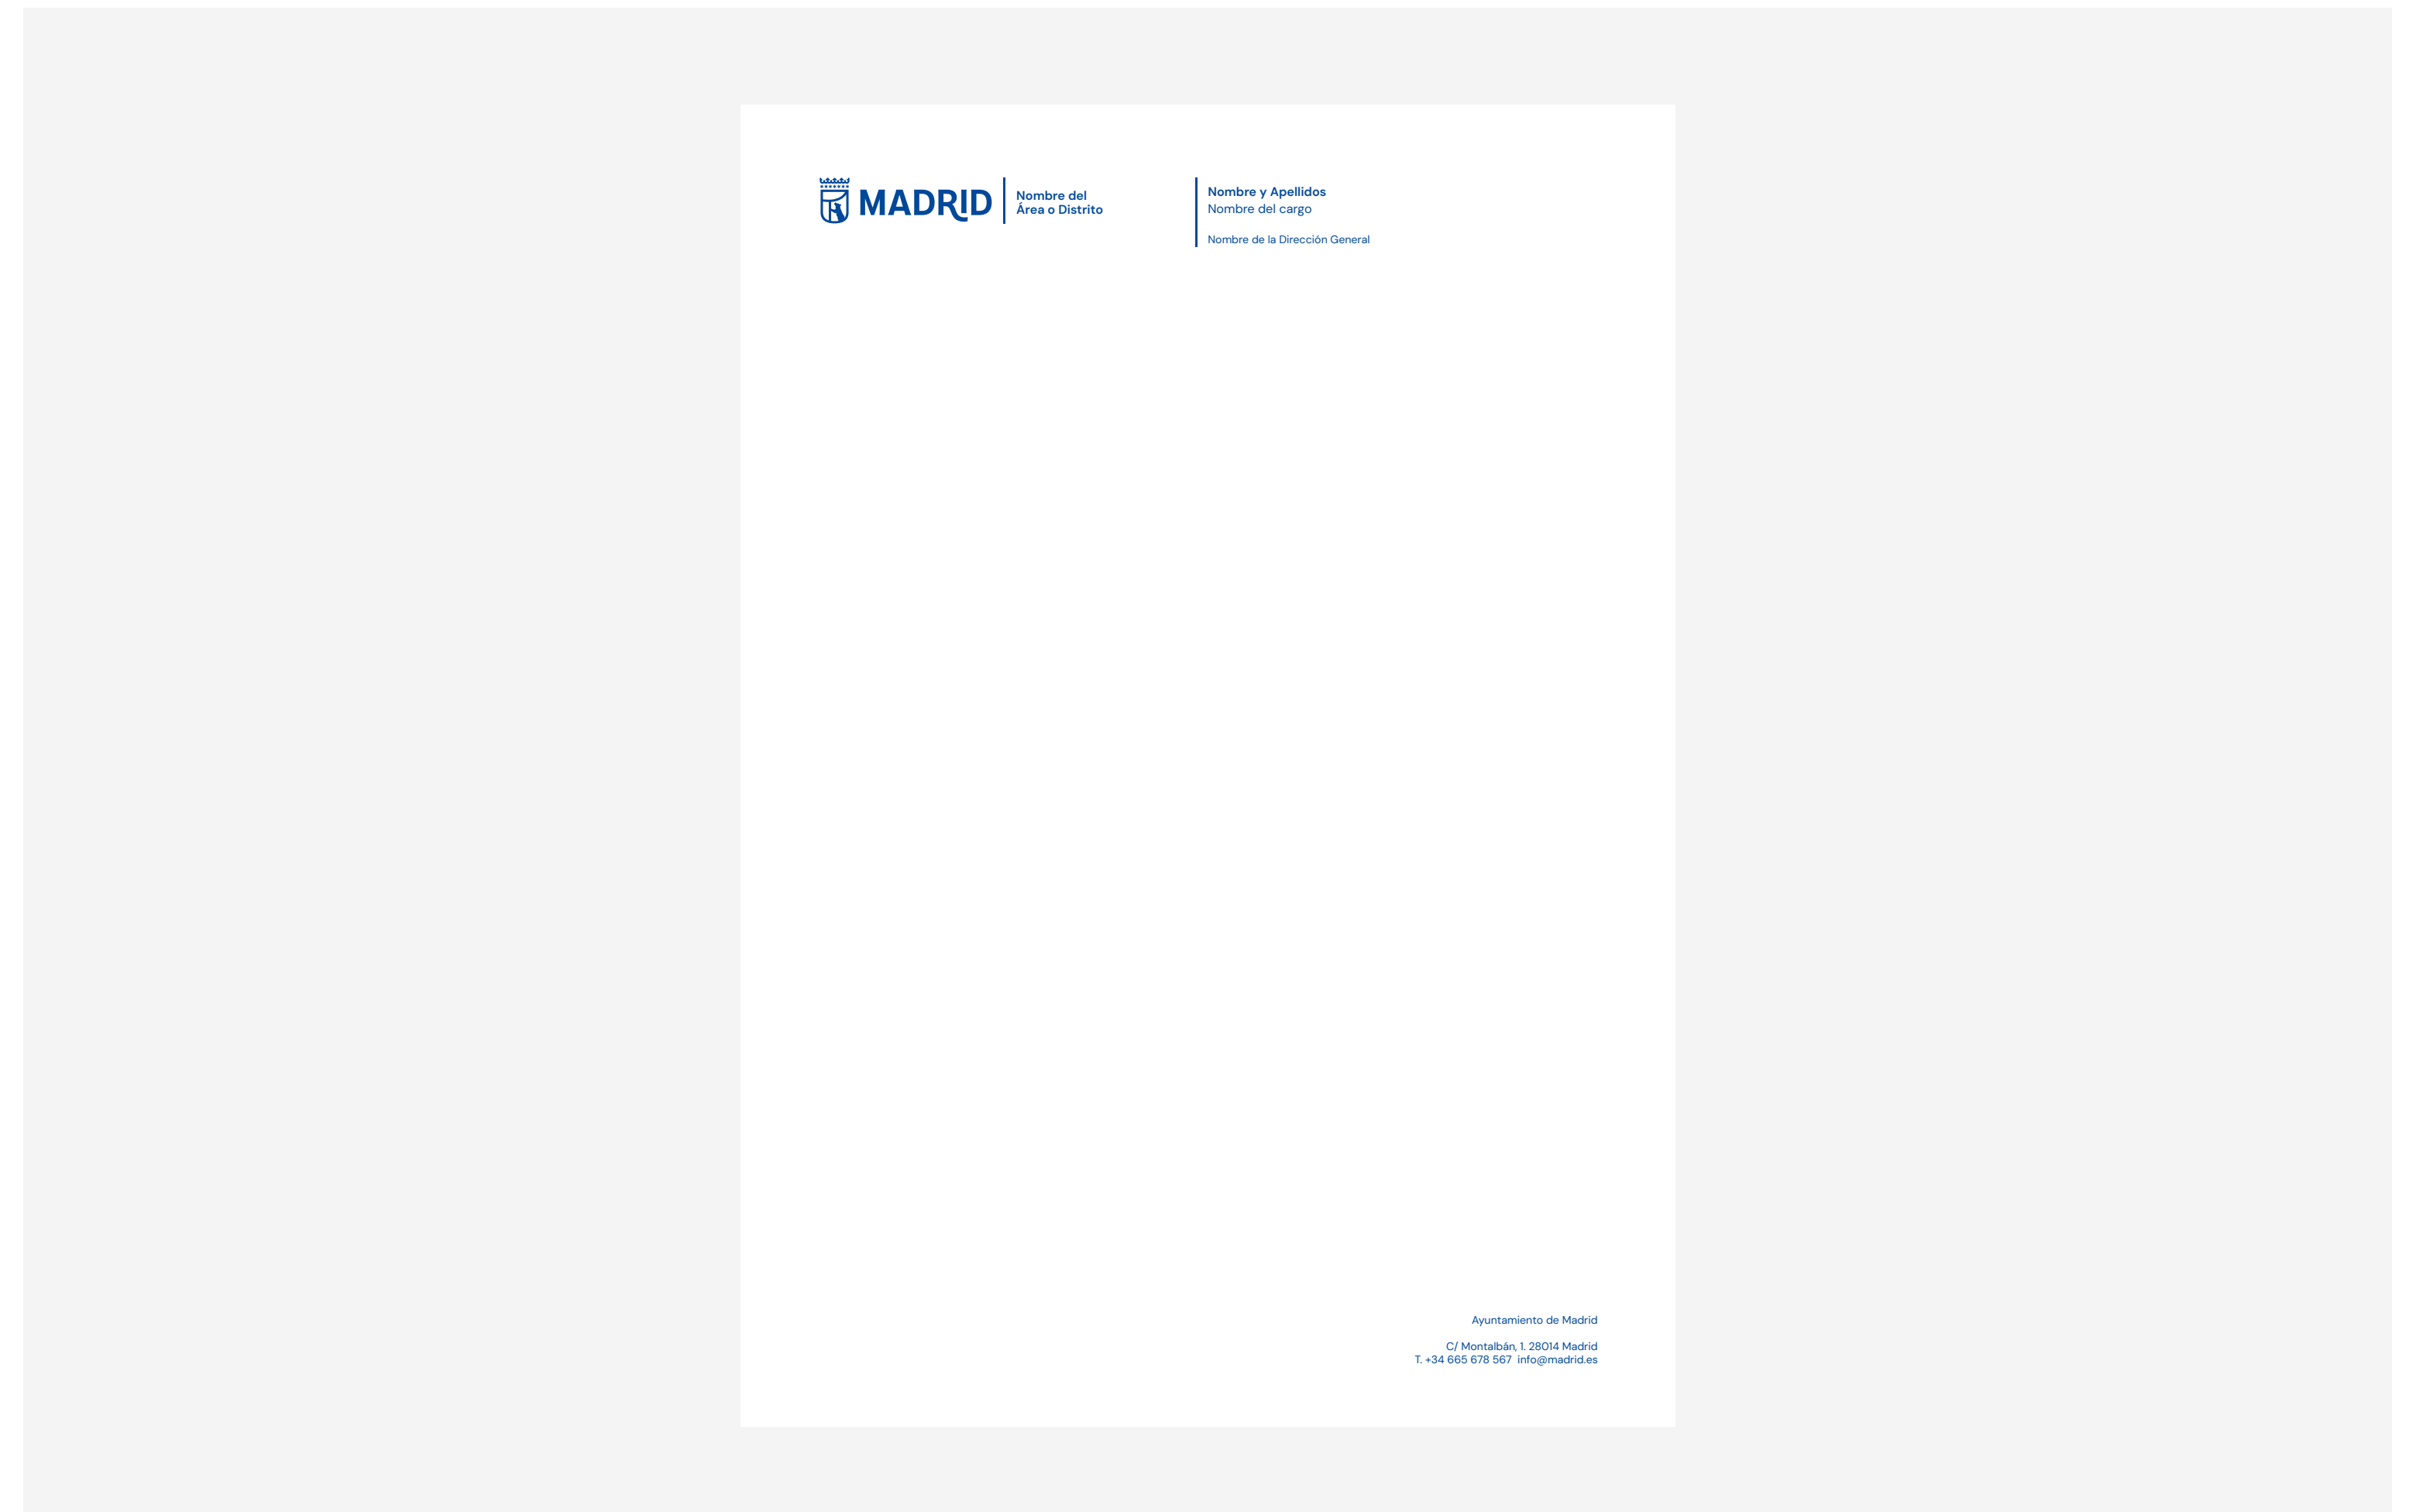 MADRID
Nombre del
Área o Distrito
Nombre y Apellidos
Nombre del cargo
Nombre de la Dirección General
Ayuntamiento de Madrid
C/ Montalbán, 1. 28014 Madrid
T. +34 665 678 567  info@madrid.es